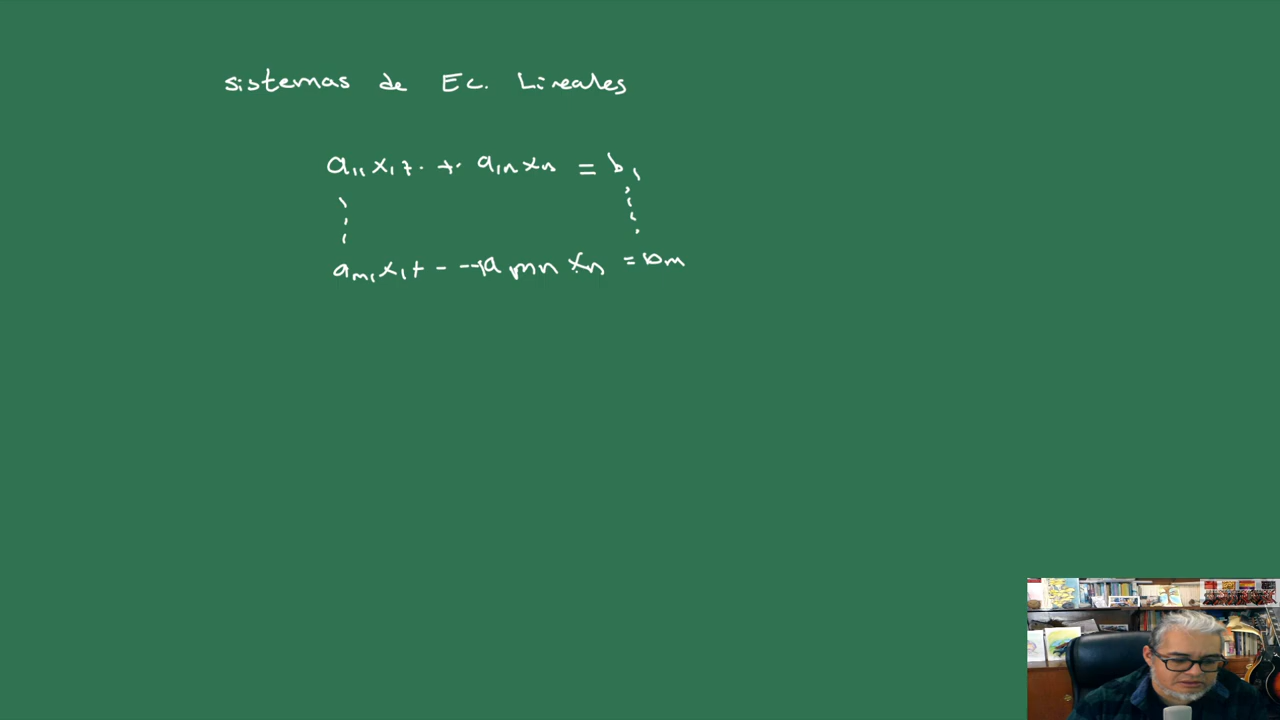 sistemas de Ec. Lineales
a₁₁x₁+. +. a₁ₙxₙ = b₁
aₘ₁x₁+ - --+aₘₙxₙ = bₘ